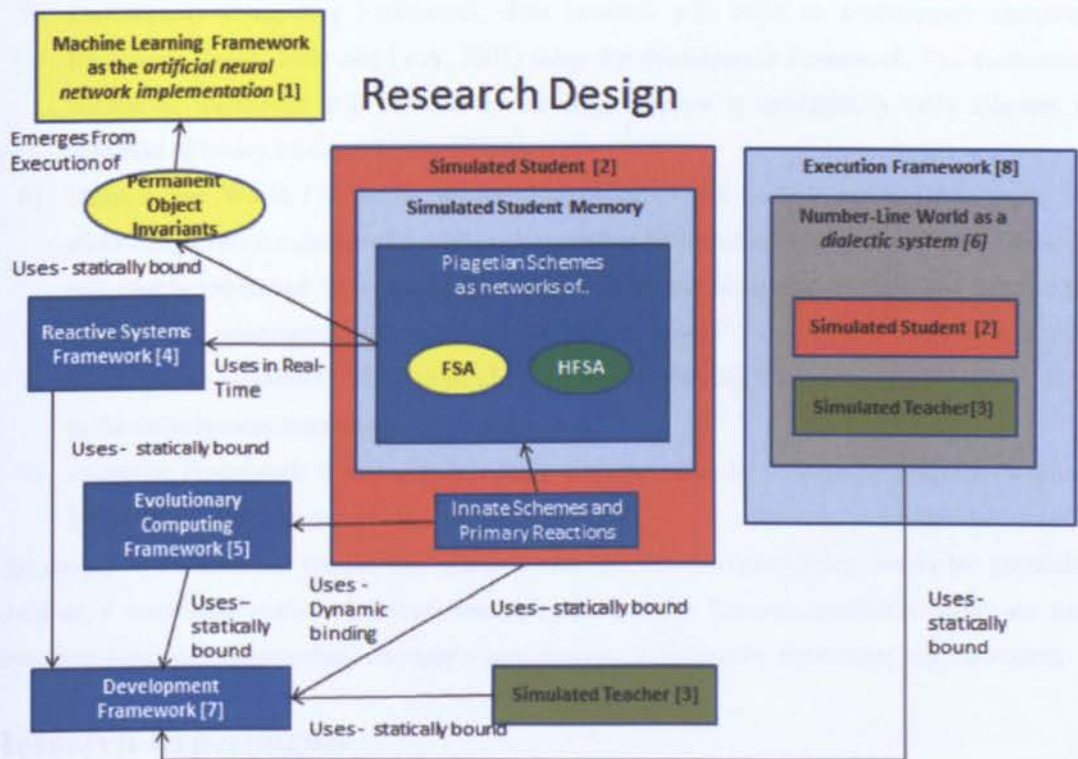 Machine Learning Framework
as the artificial neural
network implementation [1]
Research Design
Emerges From
Execution of
Permanent
Object
Invariants
Uses - statically bound
Reactive Systems
Framework [4]
Uses in Real-
Time
Simulated Student [2]
Simulated Student Memory
Piagetian Schemes
as networks of..
FSA
HFSA
Innate Schemes and
Primary Reactions
Execution Framework [8]
Number-Line World as a
dialectic system [6]
Simulated Student [2]
Simulated Teacher[3]
Uses - statically bound
Evolutionary
Computing
Framework [5]
Uses–
statically
bound
Uses -
Dynamic
binding
Uses – statically bound
Uses-
statically
bound
Development
Framework [7]
Simulated Teacher [3]
Uses - statically bound